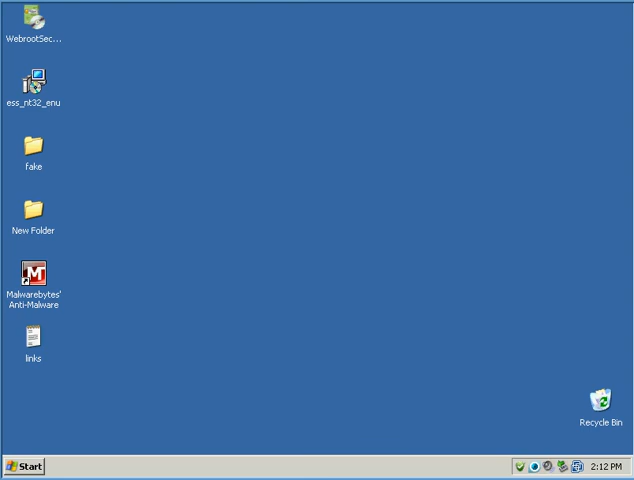 WebrootSec...
ess_nt32_enu
fake
New Folder
Malwarebytes'
Anti-Malware
links
Recycle Bin
Start
2:12 PM